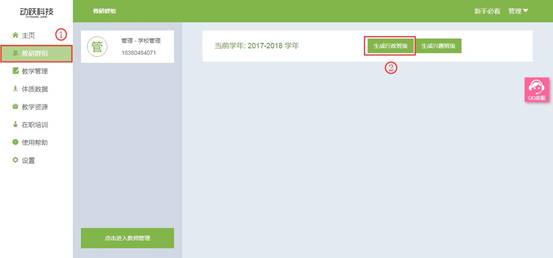 动跃科技
教研群组
新手必看 管理
①
主页
教研群组
教学管理
体质数据
教学资源
在职培训
使用帮助
设置
管
管理 - 学校管理
18380484071
点击进入教师管理
当前学年: 2017-2018 学年
生成行政班级
生成兴趣班级
②
QQ客服